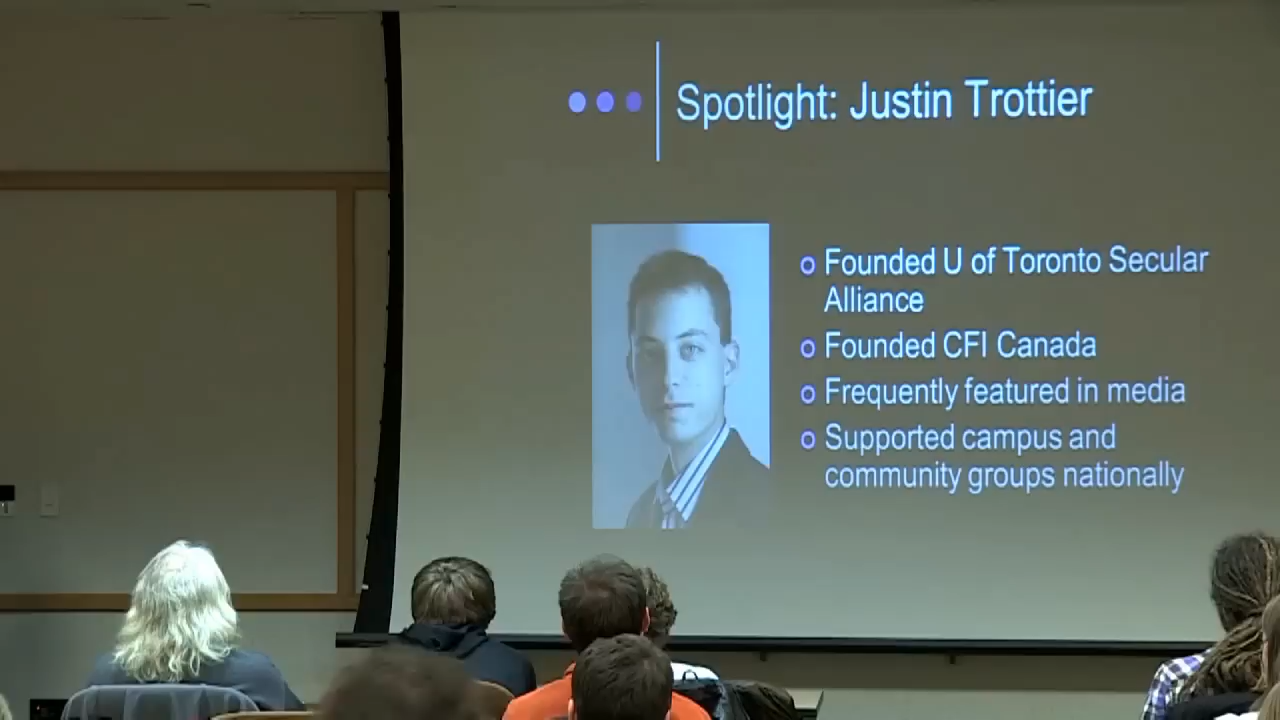 Spotlight: Justin Trottier
Founded U of Toronto Secular
Alliance
Founded CFI Canada
Frequently featured in media
Supported campus and
community groups nationally